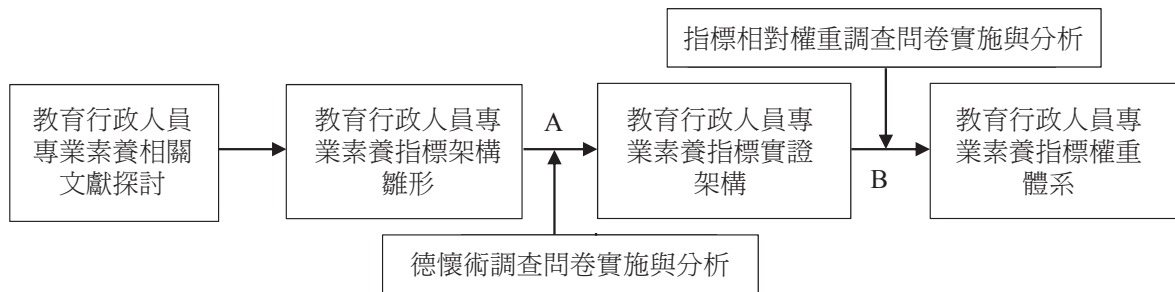 指標相對權重調查問卷實施與分析
教育行政人員
專業素養相關
文獻探討
教育行政人員專
業素養指標架構
雛形
A
教育行政人員專
業素養指標實證
架構
B
教育行政人員專
業素養指標權重
體系
德懷術調查問卷實施與分析